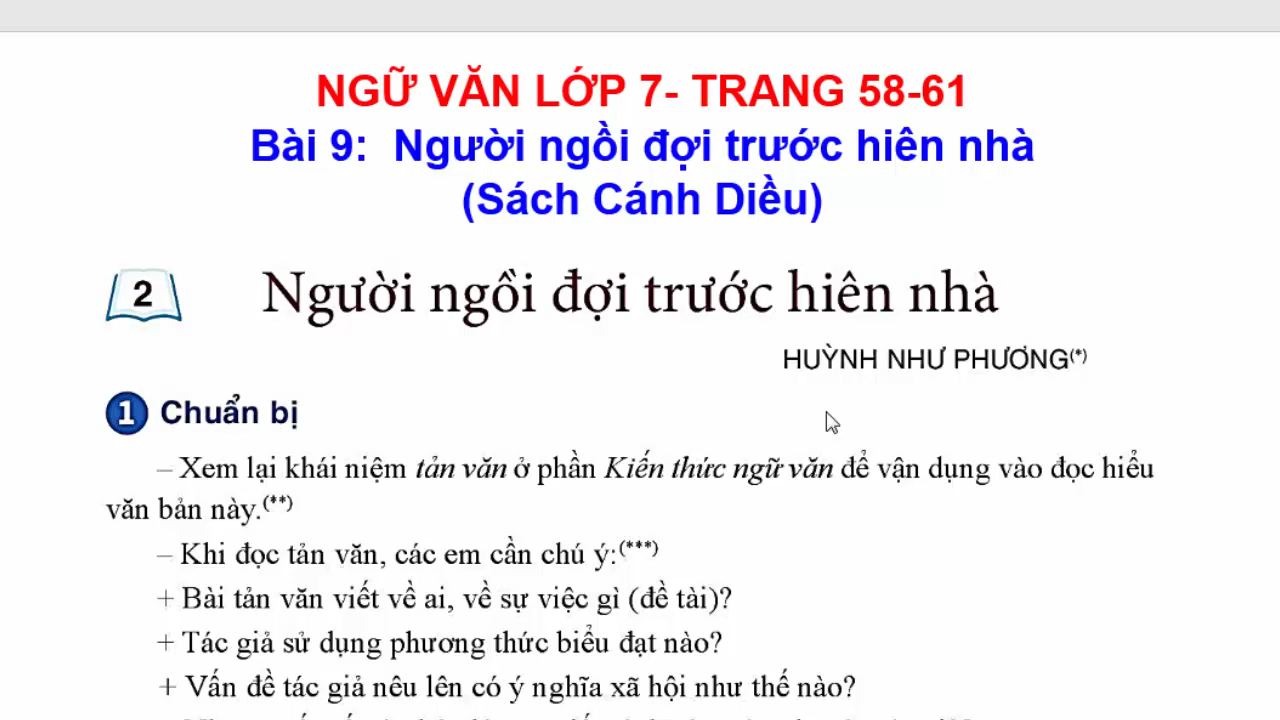 NGỮ VĂN LỚP 7- TRANG 58-61
Bài 9: Người ngồi đợi trước hiên nhà
(Sách Cánh Diều)
2 Người ngồi đợi trước hiên nhà
HUỲNH NHƯ PHƯƠNG(*)
1 Chuẩn bị
– Xem lại khái niệm tản văn ở phần Kiến thức ngữ văn để vận dụng vào đọc hiểu
văn bản này.(**)
– Khi đọc tản văn, các em cần chú ý:(***)
+ Bài tản văn viết về ai, về sự việc gì (đề tài)?
+ Tác giả sử dụng phương thức biểu đạt nào?
+ Vấn đề tác giả nêu lên có ý nghĩa xã hội như thế nào?